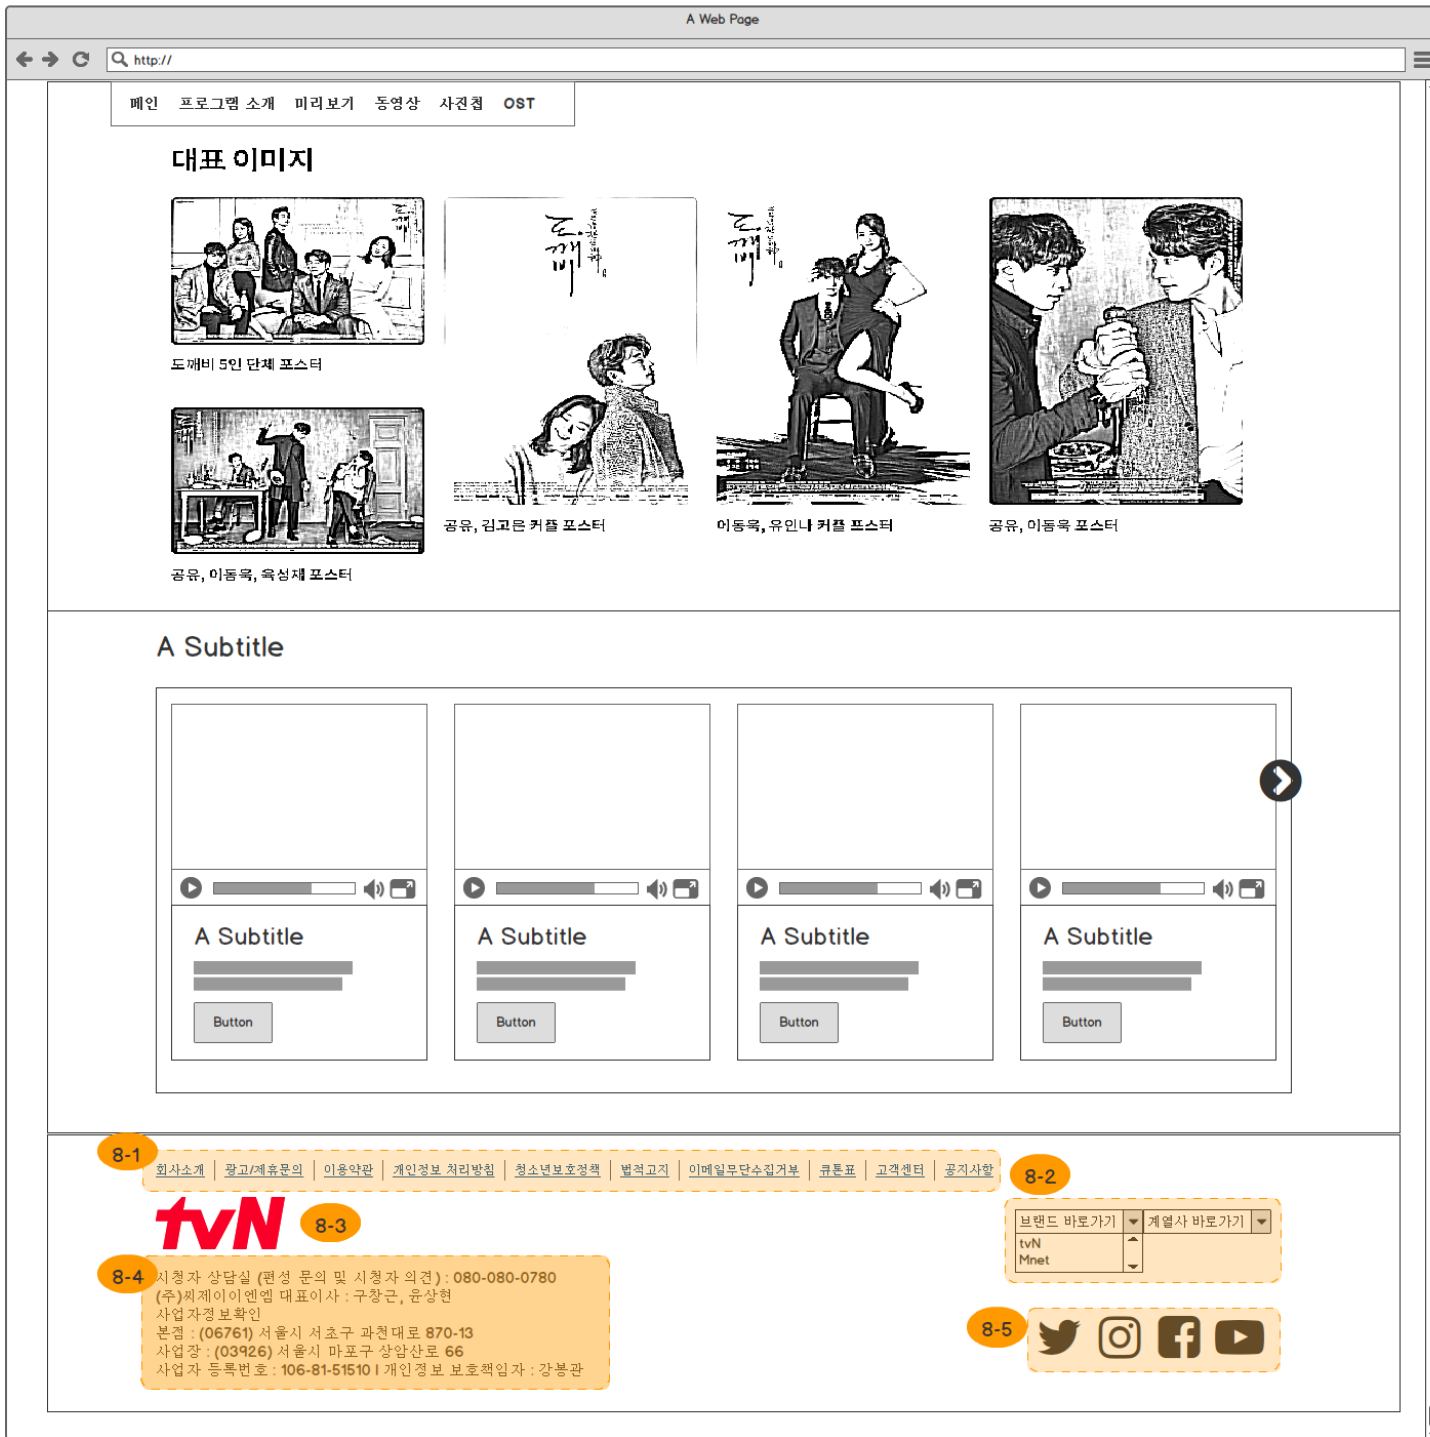 A Web Page
http://
메인 프로그램 소개 미리보기 동영상 사진첩 OST
대표 이미지
도깨비
도깨비
도깨비 5인 단체 포스터
공유, 김고은 커플 포스터
이동욱, 유인나 커플 포스터
공유, 이동욱 포스터
공유, 이동욱, 육성재 포스터
A Subtitle
A Subtitle
Button
A Subtitle
Button
A Subtitle
Button
A Subtitle
Button
8-1
회사소개 | 광고/제휴문의 | 이용약관 | 개인정보 처리방침 | 청소년보호정책 | 법적고지 | 이메일무단수집거부 | 큐톤표 | 고객센터 | 공지사항
8-2
브랜드 바로가기 계열사 바로가기
tvN
Mnet
tvN
8-3
8-4
시청자 상담실 (편성 문의 및 시청자 의견) : 080-080-0780
(주)씨제이이엔엠 대표이사 : 구창근, 윤상현
사업자정보확인
본점 : (06761) 서울시 서초구 과천대로 870-13
사업장 : (03926) 서울시 마포구 상암산로 66
사업자 등록번호 : 106-81-51510 I 개인정보 보호책임자 : 강봉관
8-5